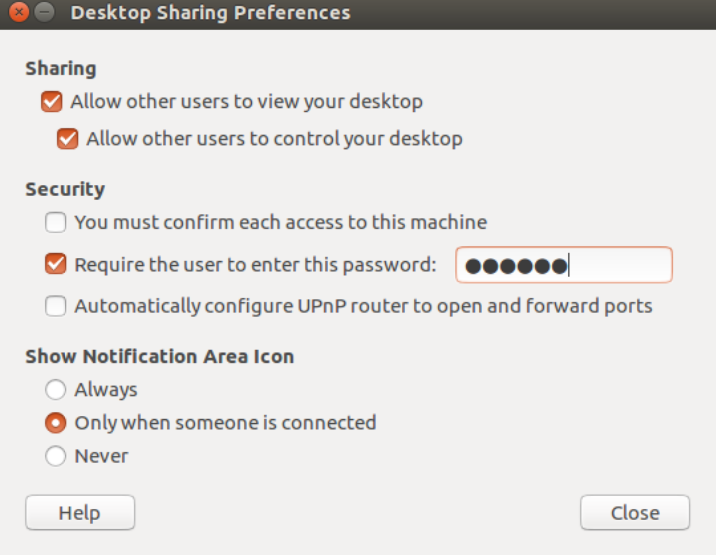 Desktop Sharing Preferences
Sharing
Allow other users to view your desktop
Allow other users to control your desktop
Security
You must confirm each access to this machine
Require the user to enter this password: ●●●●●●
Automatically configure UPnP router to open and forward ports
Show Notification Area Icon
Always
Only when someone is connected
Never
Help Close